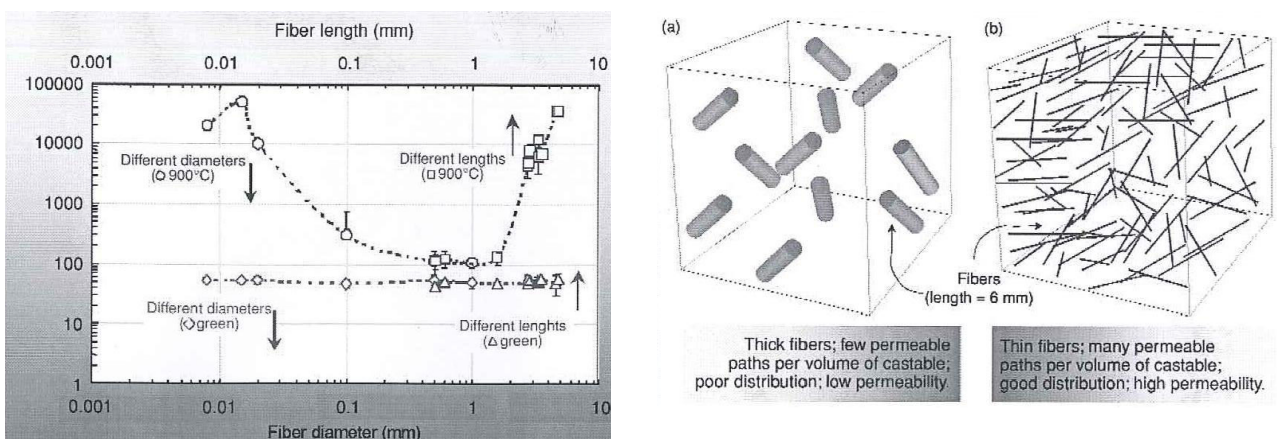 Fiber length (mm)
0.001 0.01 0.1 1 10
100000
10000
1000
100
10
1
Different diameters
(○ 900°C)
Different lengths
(□ 900°C)
Different diameters
(◇green)
Different lenghts
(△ green)
0.001 0.01 0.1 1 10
Fiber diameter (mm)
(a)
(b)
Fibers
(length = 6 mm)
Thick fibers; few permeable
paths per volume of castable;
poor distribution; low permeability.
Thin fibers; many permeable
paths per volume of castable;
good distribution; high permeability.